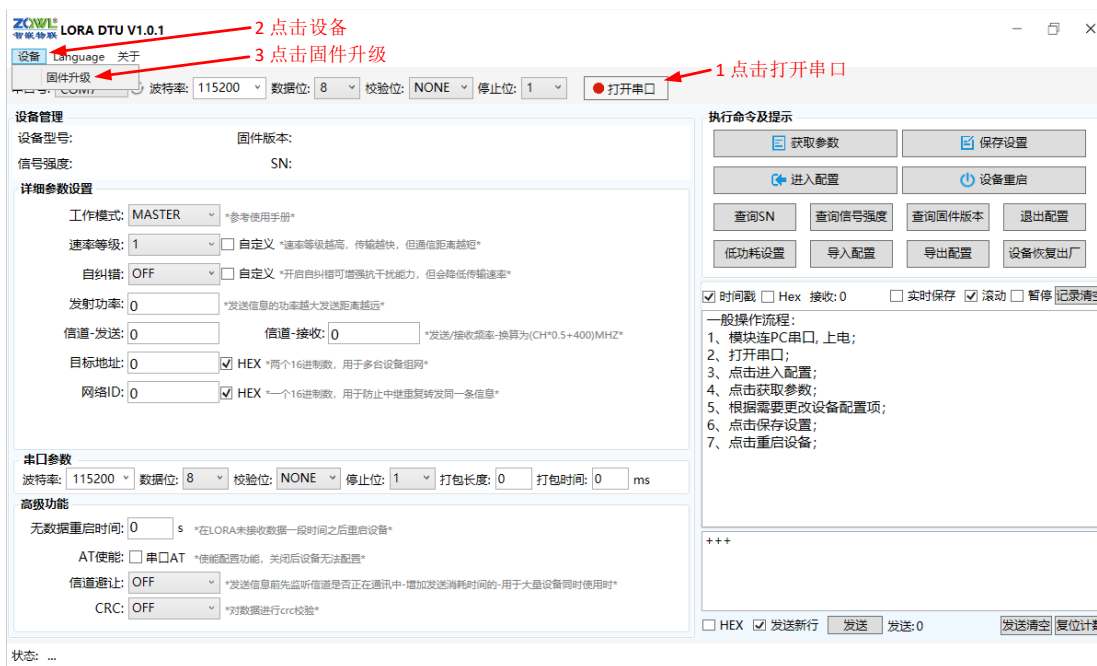 ZQWL 智嵌物联 LORA DTU V1.0.1
2 点击设备
设备 Language 关于
3 点击固件升级
固件升级
1 点击打开串口
串口号: COM7 波特率: 115200 数据位: 8 校验位: NONE 停止位: 1 打开串口
设备管理
设备型号: 固件版本:
信号强度: SN:
详细参数设置
工作模式: MASTER *参考使用手册*
速率等级: 1 自定义 *速率等级越高，传输越快，但通信距离越短*
自纠错: OFF 自定义 *开启自纠错可增强抗干扰能力，但会降低传输速率*
发射功率: 0 *发送信息的功率越大发送距离越远*
信道-发送: 0 信道-接收: 0 *发送/接收频率-换算为(CH*0.5+400)MHZ*
目标地址: 0 HEX *两个16进制数，用于多台设备组网*
网络ID: 0 HEX *一个16进制数，用于防止中继重复转发同一条信息*
串口参数
波特率: 115200 数据位: 8 校验位: NONE 停止位: 1 打包长度: 0 打包时间: 0 ms
高级功能
无数据重启时间: 0 s *在LORA未接收数据一段时间之后重启设备*
AT使能: 串口AT *使能配置功能，关闭后设备无法配置*
信道避让: OFF *发送信息前先监听信道是否正在通讯中-增加发送消耗时间的-用于大量设备同时使用时*
CRC: OFF *对数据进行crc校验*
执行命令及提示
获取参数 保存设置
进入配置 设备重启
查询SN 查询信号强度 查询固件版本 退出配置
低功耗设置 导入配置 导出配置 设备恢复出厂
时间戳 Hex 接收: 0 实时保存 滚动 暂停 记录清空
一般操作流程:
1、模块连PC串口, 上电;
2、打开串口;
3、点击进入配置;
4、点击获取参数;
5、根据需要更改设备配置项;
6、点击保存设置;
7、点击重启设备;
+++
HEX 发送新行 发送 发送: 0 发送清空 复位计数
状态: ...